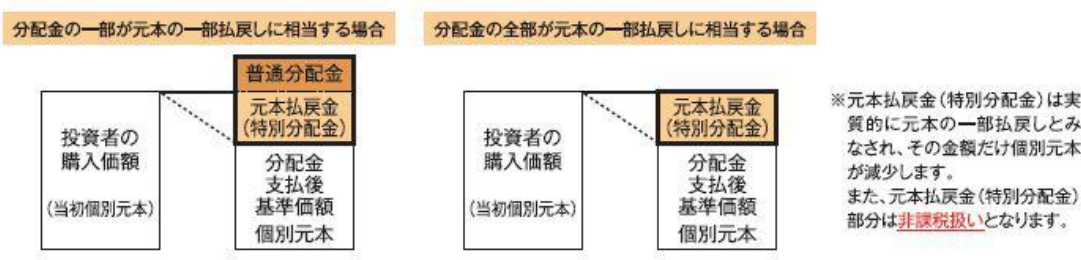 分配金の一部が元本の一部払戻しに相当する場合
普通分配金
元本払戻金
(特別分配金)
投資者の
購入価額
(当初個別元本)
分配金
支払後
基準価額
個別元本
分配金の全部が元本の一部払戻しに相当する場合
元本払戻金
(特別分配金)
投資者の
購入価額
(当初個別元本)
分配金
支払後
基準価額
個別元本
※元本払戻金(特別分配金)は実
質的に元本の一部払戻しとみ
なされ、その金額だけ個別元本
が減少します。
また、元本払戻金(特別分配金)
部分は非課税扱いとなります。